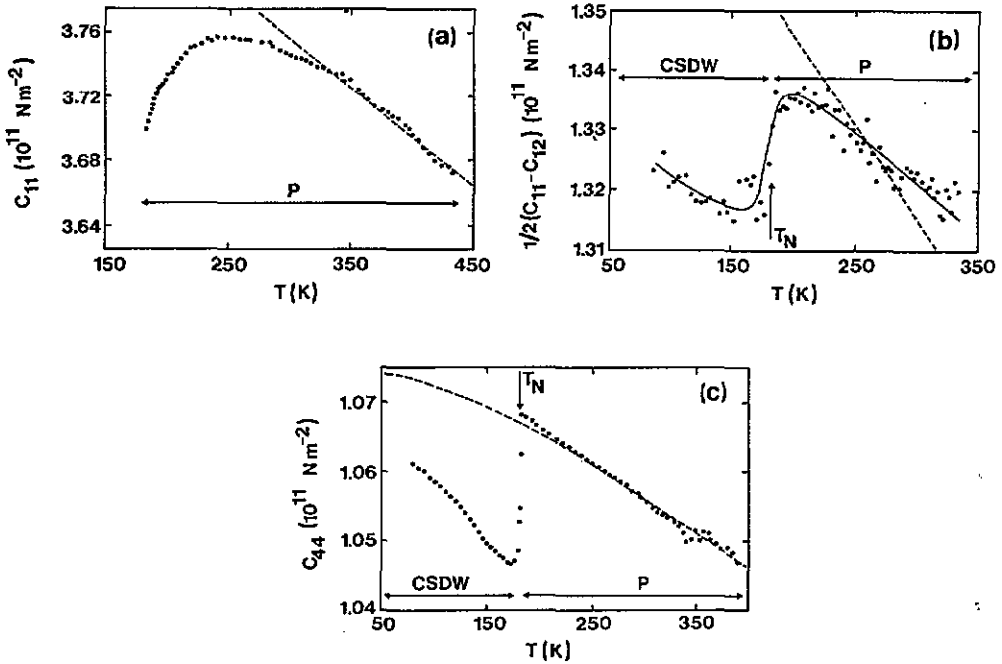 3.76
3.72
3.68
3.64
C11 (10^11 Nm^-2)
(a)
P
150
250
350
450
T (K)
1.35
1.34
1.33
1.32
1.31
1/2(C11-C12) (10^11 Nm^-2)
(b)
CSDW
P
TN
50
150
250
350
T (K)
1.07
1.06
1.05
1.04
C44 (10^11 Nm^-2)
(c)
TN
CSDW
P
50
150
250
350
T (K)